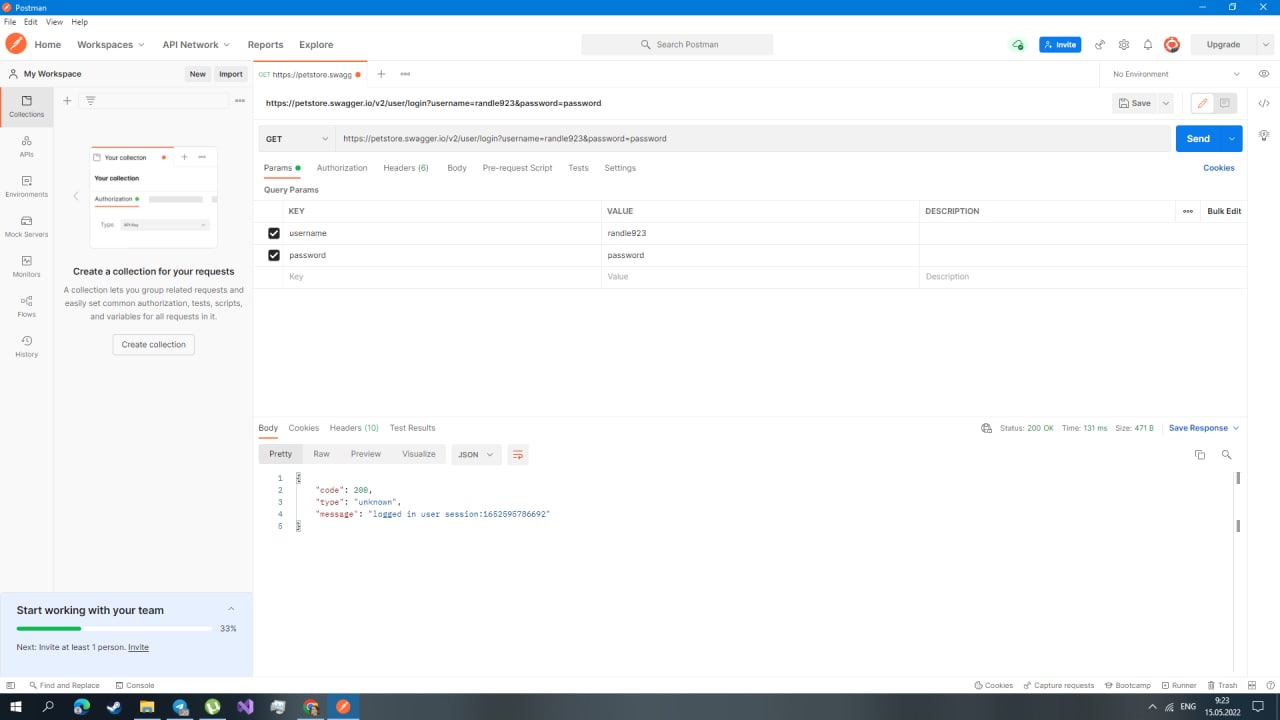 Postman
File Edit View Help
Home Workspaces API Network Reports Explore Search Postman Invite Upgrade
My Workspace New Import GET https://petstore.swagg No Environment
Collections
APIs
Environments
Mock Servers
Monitors
Flows
History
Your collection
Your collection
Authorization
Type API Key
Create a collection for your requests
A collection lets you group related requests and
easily set common authorization, tests, scripts,
and variables for all requests in it.
Create collection
Start working with your team
33%
Next: Invite at least 1 person. Invite
https://petstore.swagger.io/v2/user/login?username=randle923&password=password Save
GET https://petstore.swagger.io/v2/user/login?username=randle923&password=password Send
Params Authorization Headers (6) Body Pre-request Script Tests Settings Cookies
Query Params
KEY VALUE DESCRIPTION Bulk Edit
username randle923
password password
Key Value Description
Body Cookies Headers (10) Test Results Status: 200 OK Time: 131 ms Size: 471 B Save Response
Pretty Raw Preview Visualize JSON
1 {
2 "code": 200,
3 "type": "unknown",
4 "message": "logged in user session:1652595786692"
5 }
Find and Replace Console Cookies Capture requests Bootcamp Runner Trash
ENG 9:23
15.05.2022